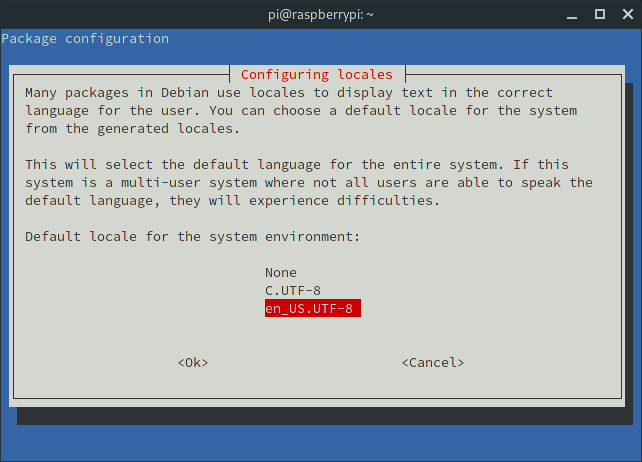 pi@raspberrypi: ~
Package configuration
Configuring locales
Many packages in Debian use locales to display text in the correct
language for the user. You can choose a default locale for the system
from the generated locales.
This will select the default language for the entire system. If this
system is a multi-user system where not all users are able to speak the
default language, they will experience difficulties.
Default locale for the system environment:
None
C.UTF-8
en_US.UTF-8
<Ok> <Cancel>